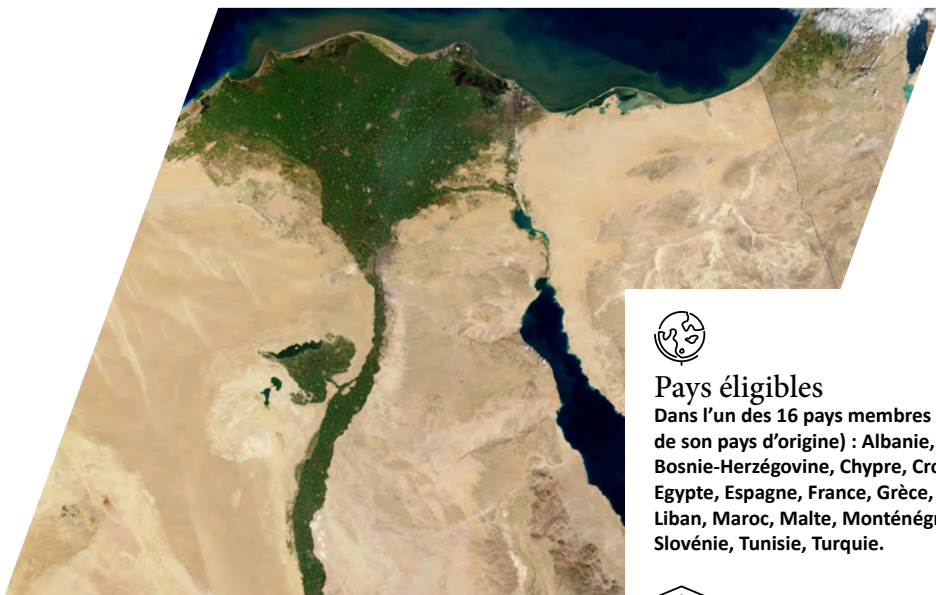 Pays éligibles
Dans l’un des 16 pays membres
de son pays d’origine) : Albanie,
Bosnie-Herzégovine, Chypre,
Egypte, Espagne, France, Grèce,
Liban, Maroc, Malte,
Slovénie, Tunisie, Turquie.